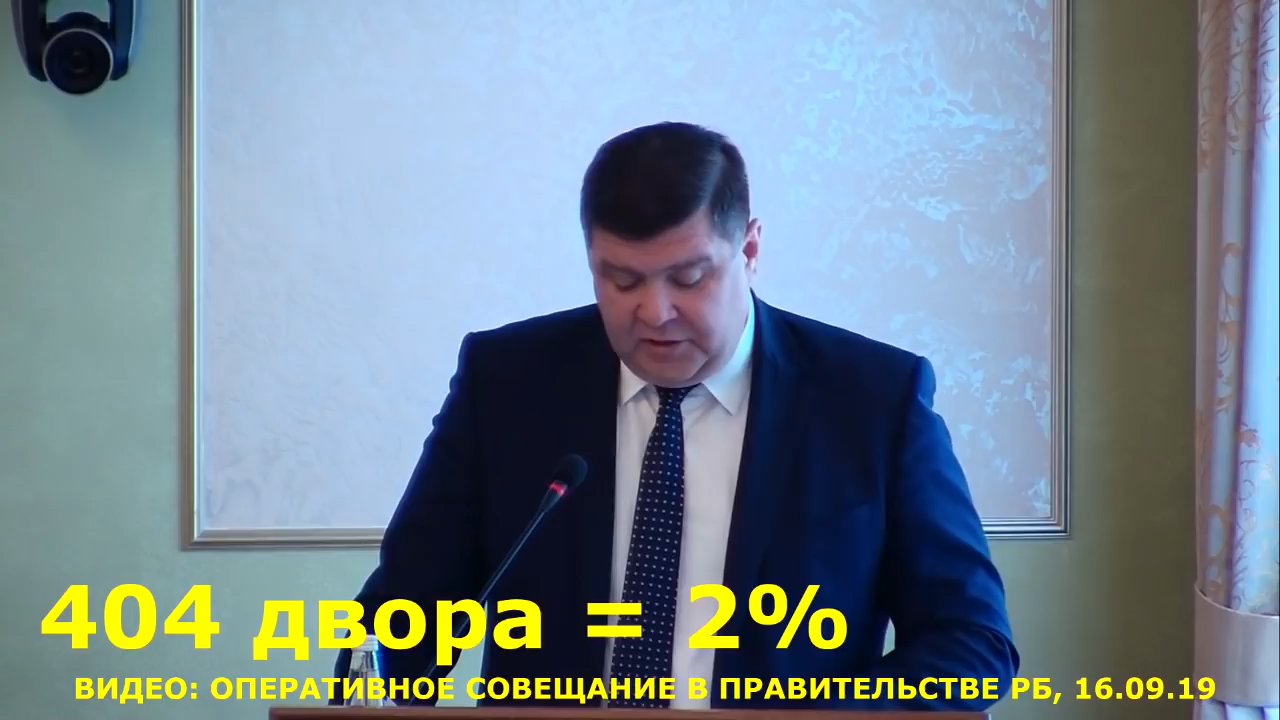 404 двора = 2%
ВИДЕО: ОПЕРАТИВНОЕ СОВЕЩАНИЕ В ПРАВИТЕЛЬСТВЕ РБ, 16.09.19